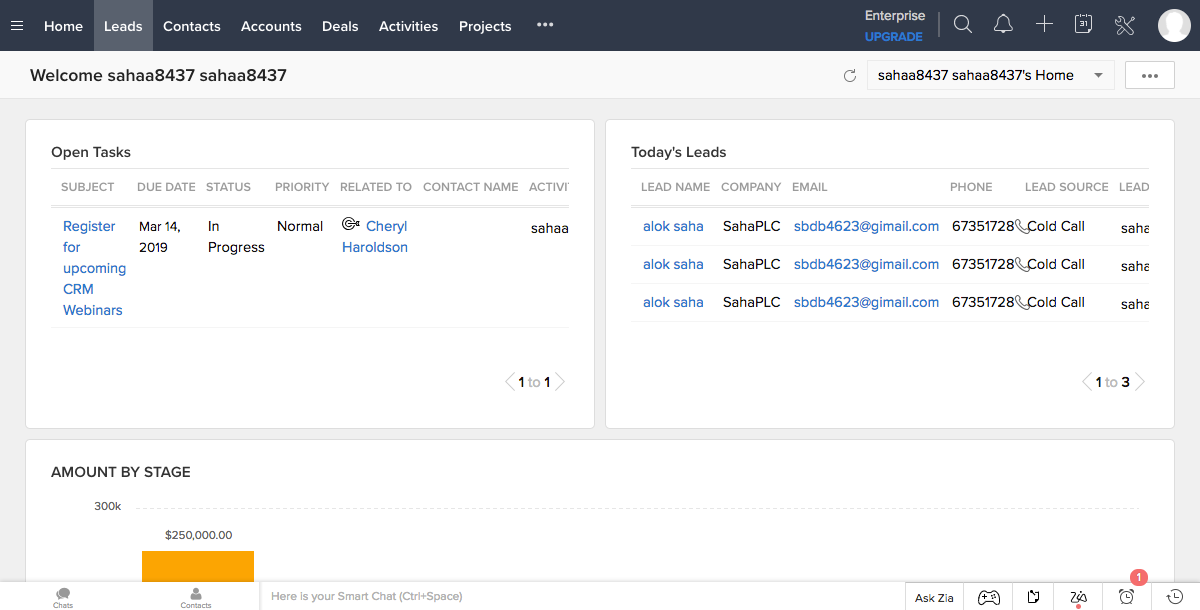 Home Leads Contacts Accounts Deals Activities Projects ••• Enterprise
UPGRADE
31
Welcome sahaa8437 sahaa8437
sahaa8437 sahaa8437's Home
Open Tasks
SUBJECT DUE DATE STATUS PRIORITY RELATED TO CONTACT NAME ACTIVI
Register Mar 14, In Normal Cheryl sahaa
for 2019 Progress Haroldson
upcoming
CRM
Webinars
1 to 1
Today's Leads
LEAD NAME COMPANY EMAIL PHONE LEAD SOURCE LEAD
alok saha SahaPLC sbdb4623@gimail.com 67351728 Cold Call saha
alok saha SahaPLC sbdb4623@gimail.com 67351728 Cold Call saha
alok saha SahaPLC sbdb4623@gimail.com 67351728 Cold Call saha
1 to 3
AMOUNT BY STAGE
300k
$250,000.00
Chats Contacts Here is your Smart Chat (Ctrl+Space) Ask Zia 1